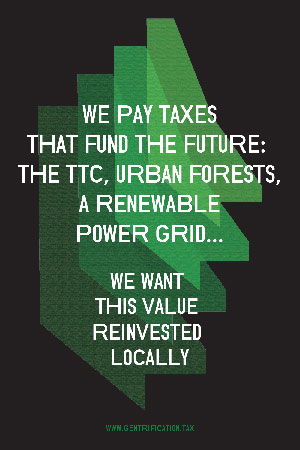 WE PAY TAXES
THAT FUND THE FUTURE:
THE TTC, URBAN FORESTS,
A RENEWABLE
POWER GRID...
WE WANT
THIS VALUE
REINVESTED
LOCALLY
WWW.GENTRIFICATION.TAX